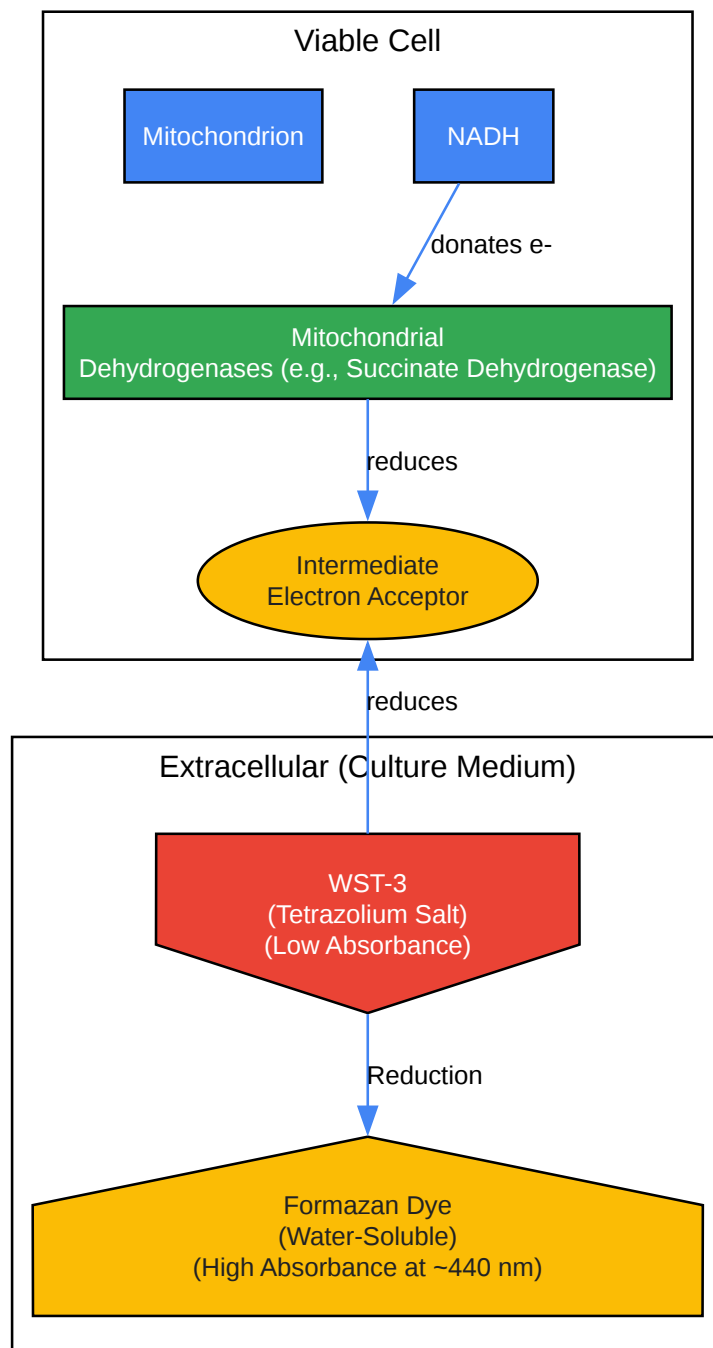 Viable Cell
Mitochondrion
NADH
donates e-
Mitochondrial
Dehydrogenases (e.g., Succinate Dehydrogenase)
reduces
Intermediate
Electron Acceptor
reduces
Extracellular (Culture Medium)
WST-3
(Tetrazolium Salt)
(Low Absorbance)
Reduction
Formazan Dye
(Water-Soluble)
(High Absorbance at ~440 nm)